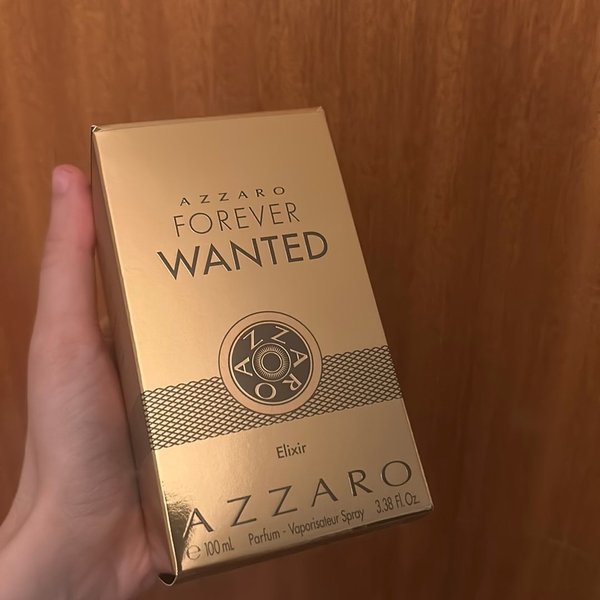 AZZARO
FOREVER
WANTED
AZZARO
Elixir
AZZARO
℮ 100 mL Parfum - Vaporisateur Spray 3.38 Fl. Oz.